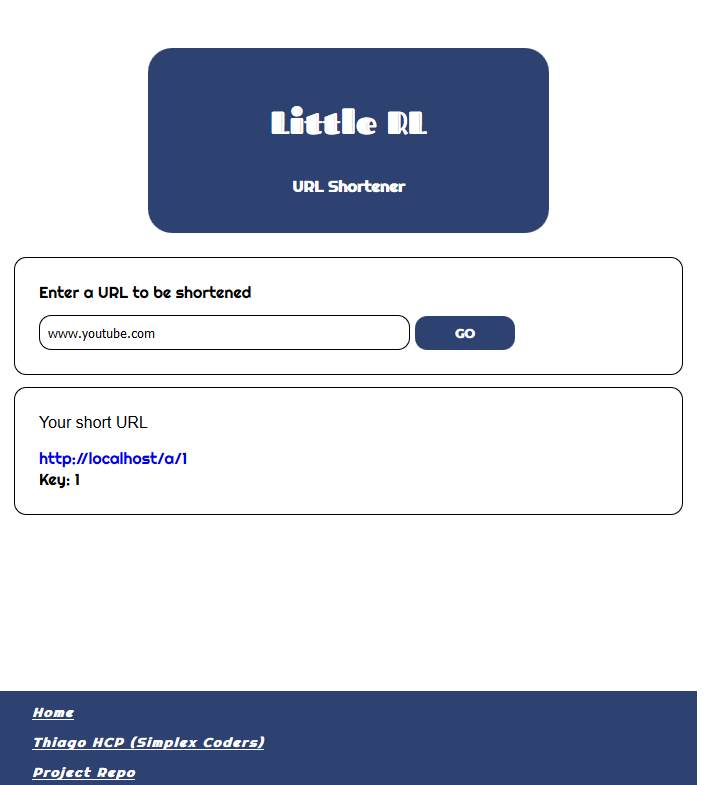 Little RL
URL Shortener
Enter a URL to be shortened
www.youtube.com GO
Your short URL
http://localhost/a/1
Key: 1
Home
Thiago HCP (Simplex Coders)
Project Repo